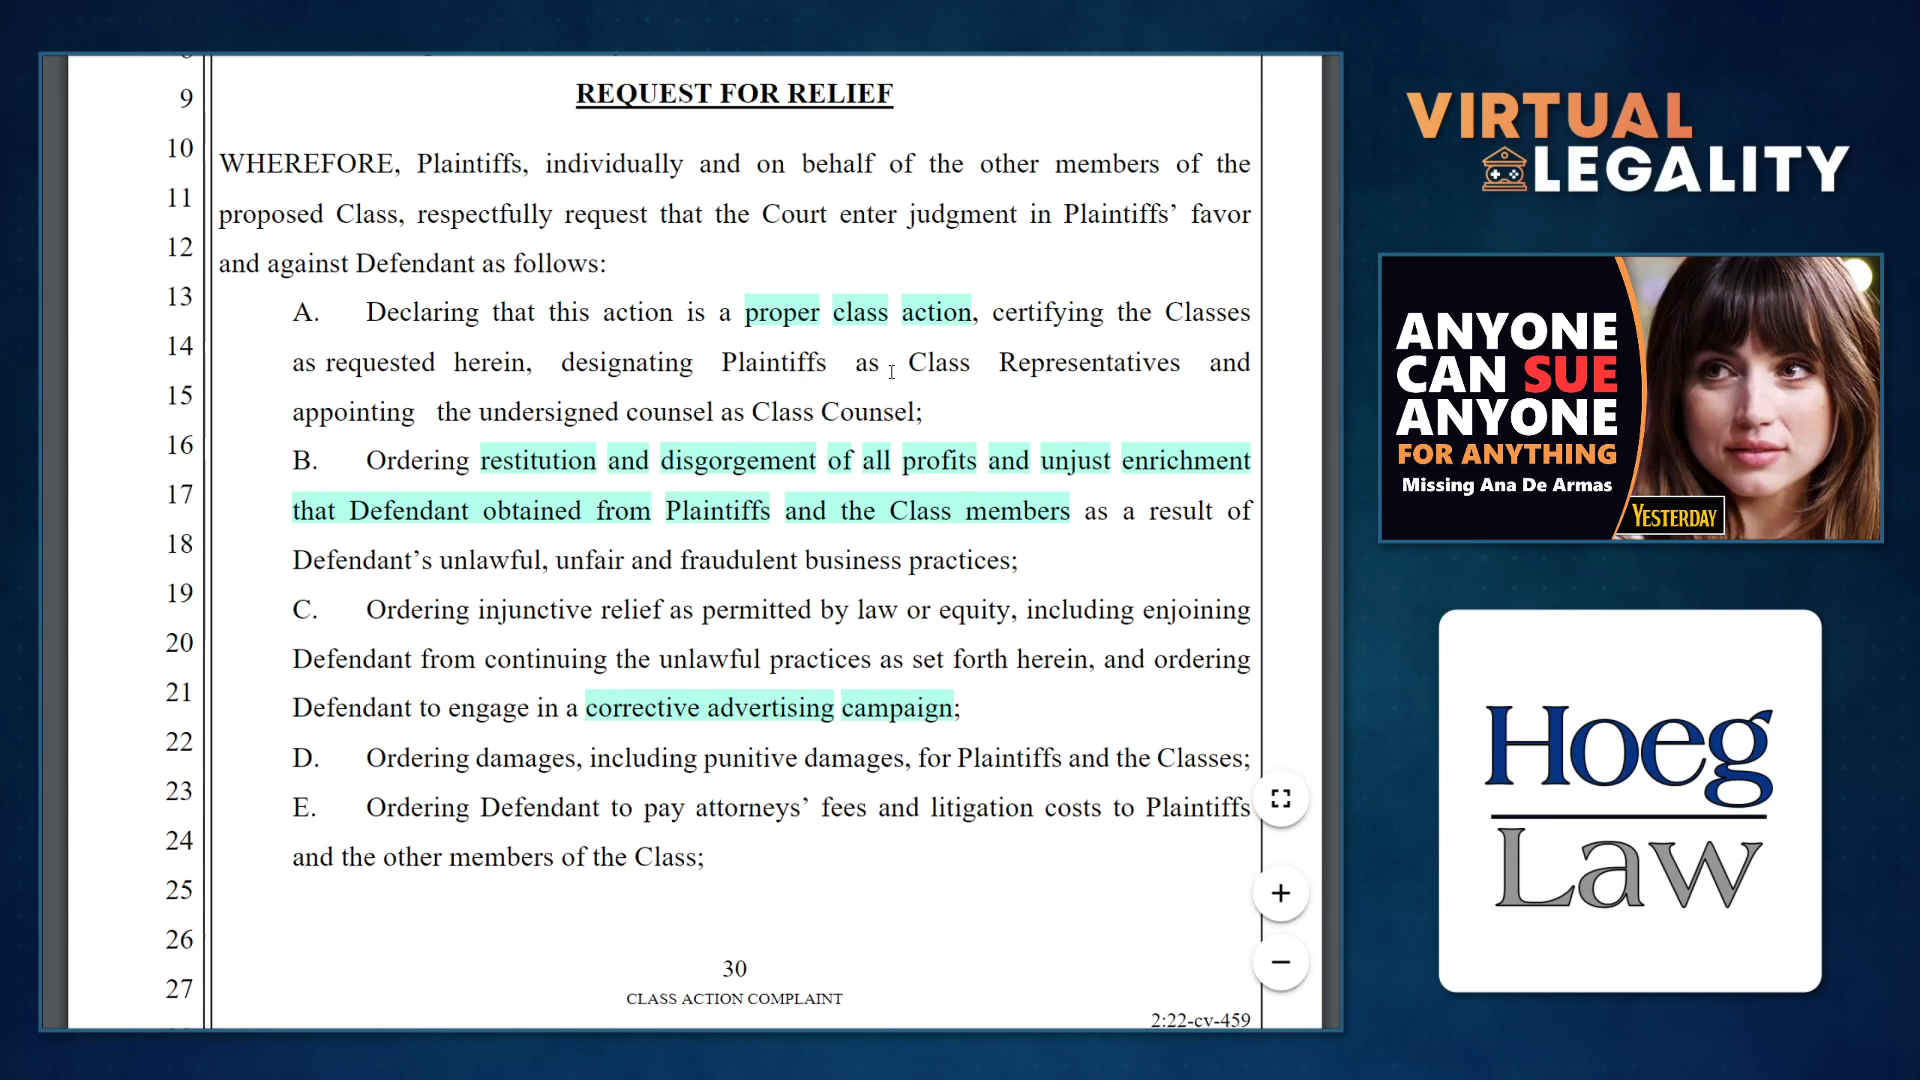 REQUEST FOR RELIEF
9
10
WHEREFORE, Plaintiffs, individually and on behalf of the other members of the
11
proposed Class, respectfully request that the Court enter judgment in Plaintiffs’ favor
12
and against Defendant as follows:
13
A. Declaring that this action is a proper class action, certifying the Classes
14
as requested herein, designating Plaintiffs as Class Representatives and
15
appointing the undersigned counsel as Class Counsel;
16
B. Ordering restitution and disgorgement of all profits and unjust enrichment
17
that Defendant obtained from Plaintiffs and the Class members as a result of
18
Defendant’s unlawful, unfair and fraudulent business practices;
19
C. Ordering injunctive relief as permitted by law or equity, including enjoining
20
Defendant from continuing the unlawful practices as set forth herein, and ordering
21
Defendant to engage in a corrective advertising campaign;
22
D. Ordering damages, including punitive damages, for Plaintiffs and the Classes;
23
E. Ordering Defendant to pay attorneys’ fees and litigation costs to Plaintiffs
24
and the other members of the Class;
25
26
27
30
CLASS ACTION COMPLAINT
2:22-cv-459
VIRTUAL
LEGALITY
ANYONE
CAN SUE
ANYONE
FOR ANYTHING
Missing Ana De Armas
YESTERDAY
Hoeg
Law